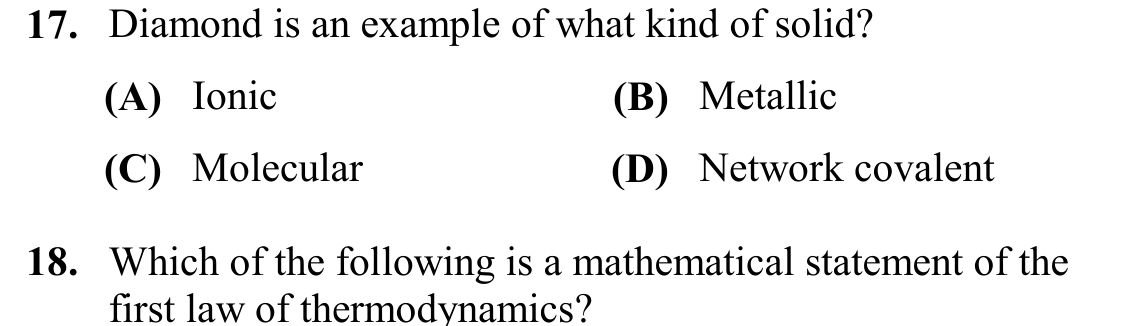 17. Diamond is an example of what kind of solid?
(A) Ionic (B) Metallic
(C) Molecular (D) Network covalent
18. Which of the following is a mathematical statement of the
first law of thermodynamics?